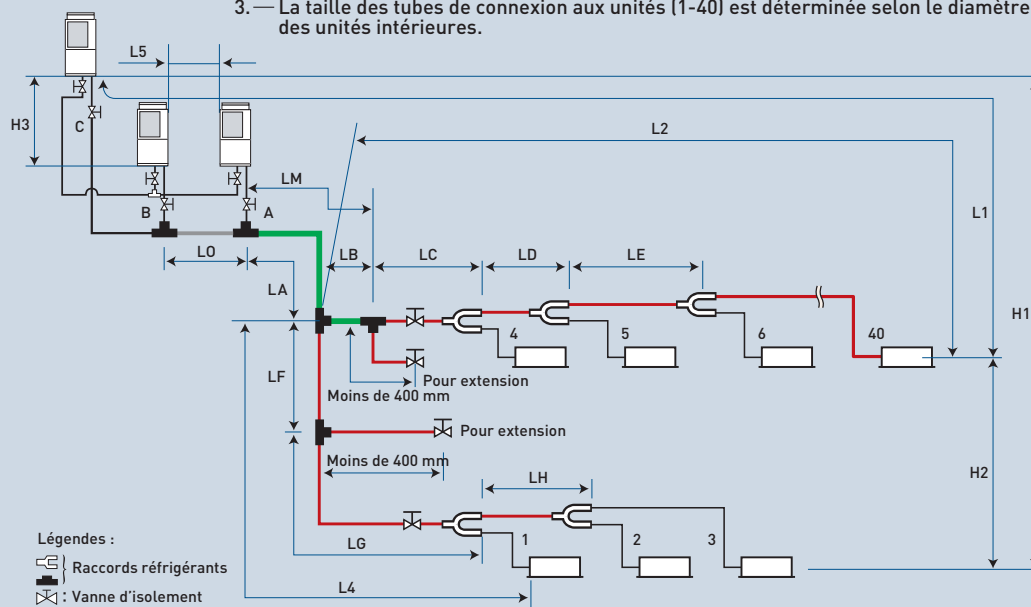 3. — La taille des tubes de connexion aux unités (1-40) est déterminée selon le diamètre
des unités intérieures.
L5
H3
C
L2
LM
B
A
L1
LO
LB
LC
LD
LE
LA
H1
4
5
6
40
LF
Pour extension
Moins de 400 mm
Pour extension
Moins de 400 mm
H2
LH
1
2
3
LG
L4
Légendes :
Raccords réfrigérants
: Vanne d'isolement